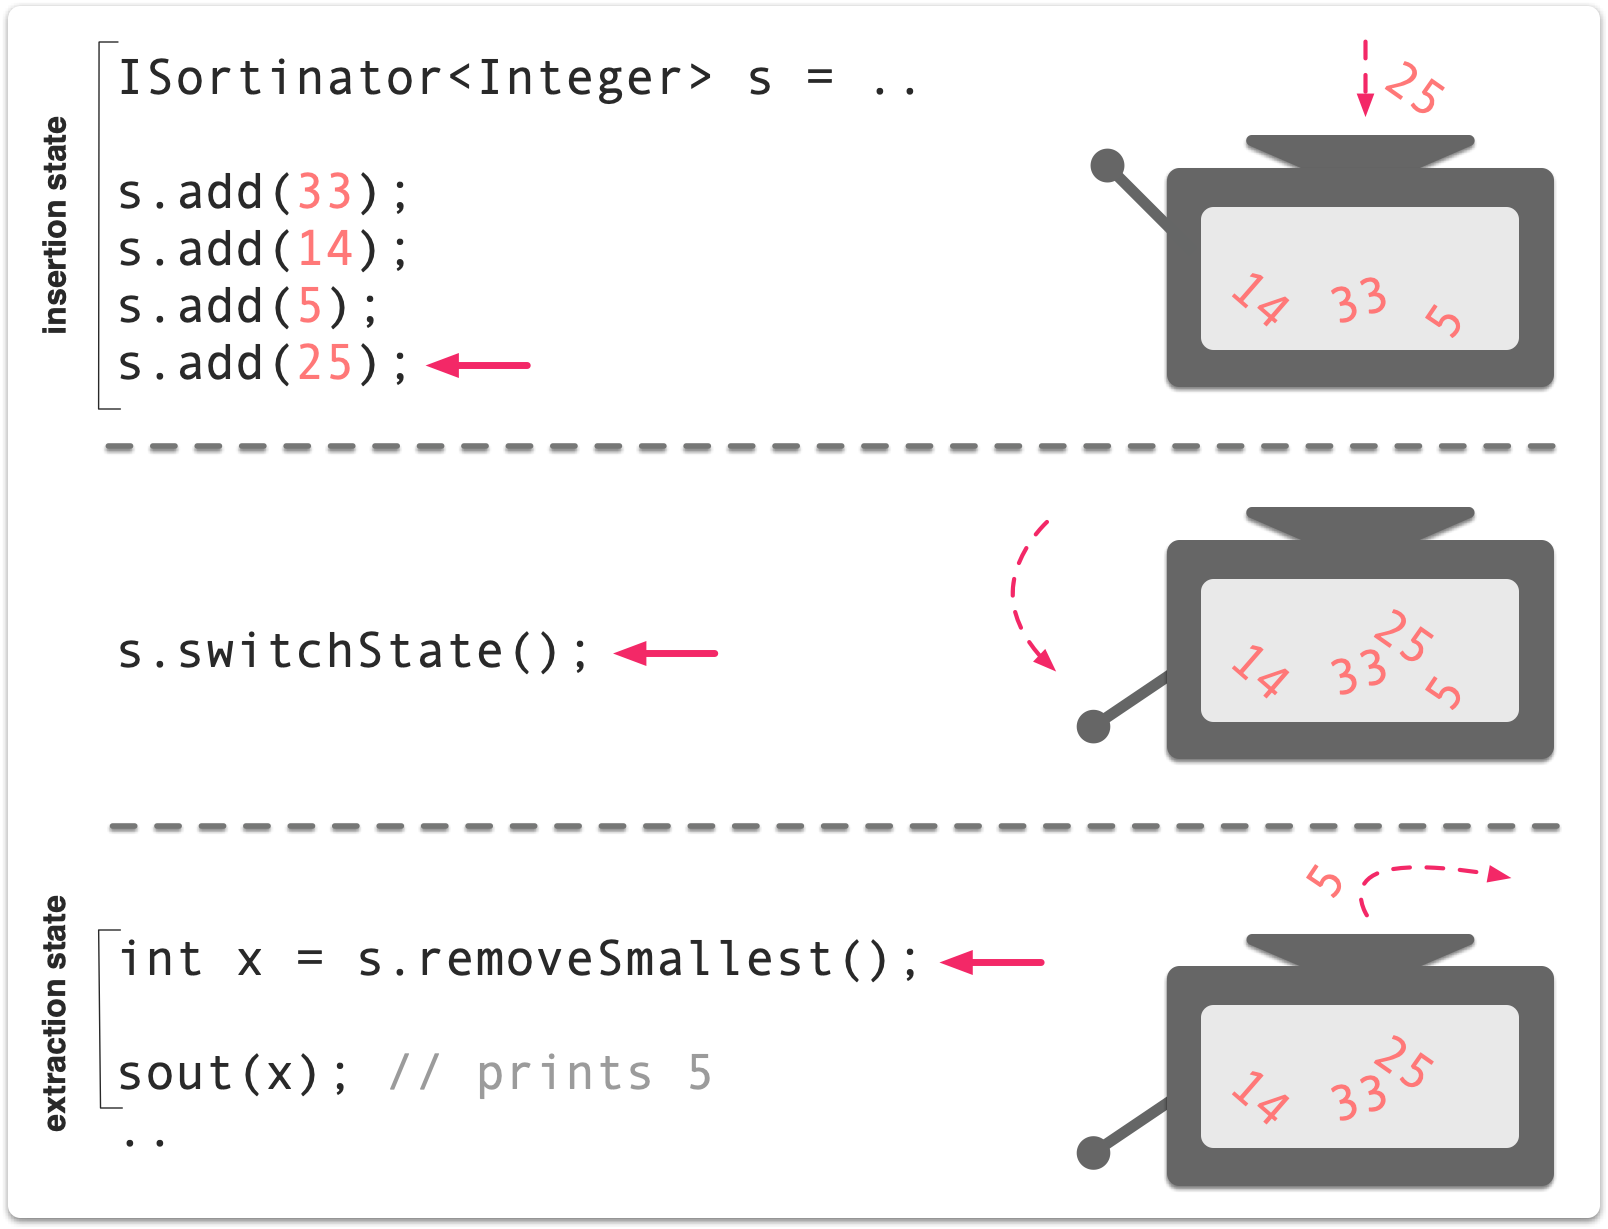 insertion state
ISortinator<Integer> s = ..
s.add(33);
s.add(14);
s.add(5);
s.add(25);
25
14 33 5
s.switchState();
25
14 33 5
extraction state
int x = s.removeSmallest();
sout(x); // prints 5
..
5
25
14 33